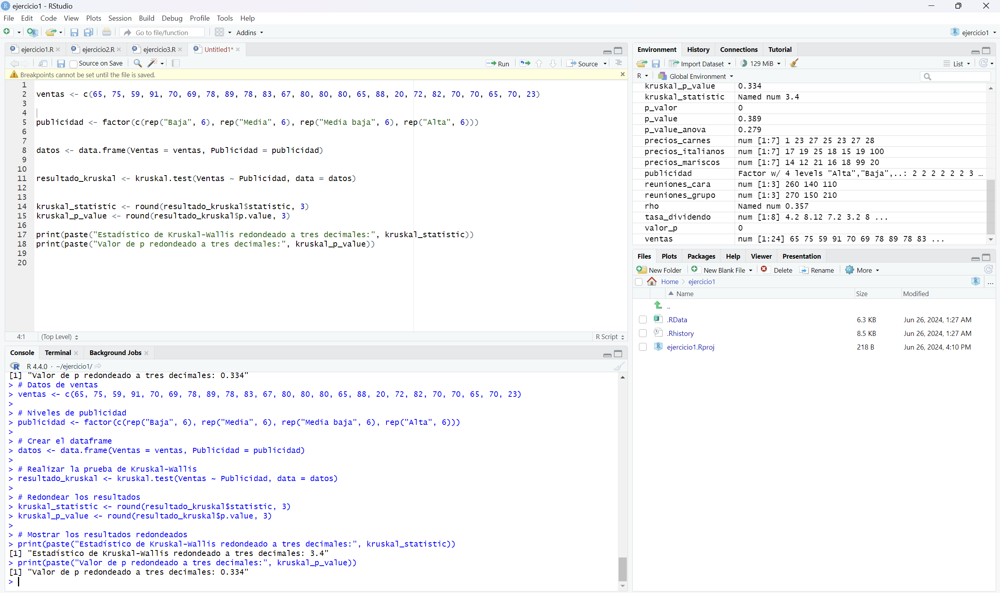 ejercicio1 - RStudio
File Edit Code View Plots Session Build Debug Profile Tools Help
Go to file/function Addins ejercicio1
ejercicio1.R ejercicio2.R ejercicio3.R Untitled1*
Source on Save Run Source
Breakpoints cannot be set until the file is saved.
1
2 ventas <- c(65, 75, 59, 91, 70, 69, 78, 89, 78, 83, 67, 80, 80, 80, 65, 88, 20, 72, 82, 70, 70, 65, 70, 23)
3
4
5 publicidad <- factor(c(rep("Baja", 6), rep("Media", 6), rep("Media baja", 6), rep("Alta", 6)))
6
7
8 datos <- data.frame(Ventas = ventas, Publicidad = publicidad)
9
10
11 resultado_kruskal <- kruskal.test(Ventas ~ Publicidad, data = datos)
12
13
14 kruskal_statistic <- round(resultado_kruskal$statistic, 3)
15 kruskal_p_value <- round(resultado_kruskal$p.value, 3)
16
17 print(paste("Estadístico de Kruskal-Wallis redondeado a tres decimales:", kruskal_statistic))
18 print(paste("Valor de p redondeado a tres decimales:", kruskal_p_value))
19
20
4:1 (Top Level) R Script
Console Terminal Background Jobs
R 4.4.0 · ~/ejercicio1/
[1] "Valor de p redondeado a tres decimales: 0.334"
> # Datos de ventas
> ventas <- c(65, 75, 59, 91, 70, 69, 78, 89, 78, 83, 67, 80, 80, 80, 65, 88, 20, 72, 82, 70, 70, 65, 70, 23)
>
> # Niveles de publicidad
> publicidad <- factor(c(rep("Baja", 6), rep("Media", 6), rep("Media baja", 6), rep("Alta", 6)))
>
> # Crear el dataframe
> datos <- data.frame(Ventas = ventas, Publicidad = publicidad)
>
> # Realizar la prueba de Kruskal-Wallis
> resultado_kruskal <- kruskal.test(Ventas ~ Publicidad, data = datos)
>
> # Redondear los resultados
> kruskal_statistic <- round(resultado_kruskal$statistic, 3)
> kruskal_p_value <- round(resultado_kruskal$p.value, 3)
>
> # Mostrar los resultados redondeados
> print(paste("Estadístico de Kruskal-Wallis redondeado a tres decimales:", kruskal_statistic))
[1] "Estadístico de Kruskal-Wallis redondeado a tres decimales: 3.4"
> print(paste("Valor de p redondeado a tres decimales:", kruskal_p_value))
[1] "Valor de p redondeado a tres decimales: 0.334"
>
Environment History Connections Tutorial
Import Dataset 129 MiB List
R Global Environment
kruskal_p_value 0.334
kruskal_statistic Named num 3.4
p_valor 0
p_value 0.389
p_value_anova 0.279
precios_carnes num [1:7] 1 23 27 25 23 27 28
precios_italianos num [1:7] 17 19 25 18 15 19 100
precios_mariscos num [1:7] 14 12 21 16 18 99 20
publicidad Factor w/ 4 levels "Alta","Baja",..: 2 2 2 2 2 2 3 …
reuniones_cara num [1:3] 260 140 110
reuniones_grupo num [1:3] 270 150 210
rho Named num 0.357
tasa_dividendo num [1:8] 4.2 8.12 7.2 3.2 8 ...
valor_p 0
ventas num [1:24] 65 75 59 91 70 69 78 89 78 83 ...
Files Plots Packages Help Viewer Presentation
New Folder New Blank File Delete Rename More
Home ejercicio1 ...
Name Size Modified
..
.RData 6.3 KB Jun 26, 2024, 1:27 AM
.Rhistory 8.5 KB Jun 26, 2024, 1:27 AM
ejercicio1.Rproj 218 B Jun 26, 2024, 4:10 PM